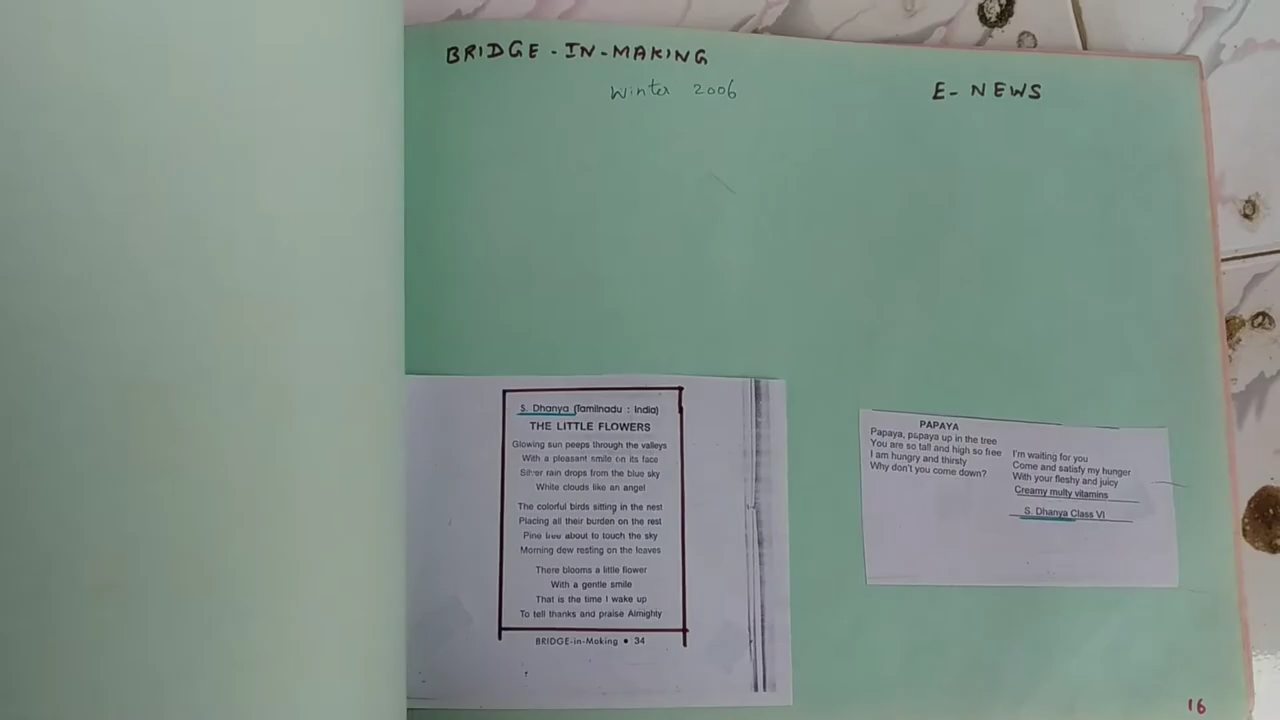 BRIDGE-IN-MAKING
Winter 2006
E-NEWS
S. Dhanya (Tamilnadu : India)
THE LITTLE FLOWERS
Glowing sun peeps through the valleys
With a pleasant smile on its face
Silver rain drops from the blue sky
White clouds like an angel
The colorful birds sitting in the nest
Placing all their burden on the rest
Pine tree about to touch the sky
Morning dew resting on the leaves
There blooms a little flower
With a gentle smile
That is the time I wake up
To tell thanks and praise Almighty
BRIDGE-in-Making • 34
PAPAYA
Papaya, papaya up in the tree
You are so tall and high so free
I am hungry and thirsty
Why don't you come down?
I'm waiting for you
Come and satisfy my hunger
With your fleshy and juicy
Creamy multy vitamins
S. Dhanya Class VI
16